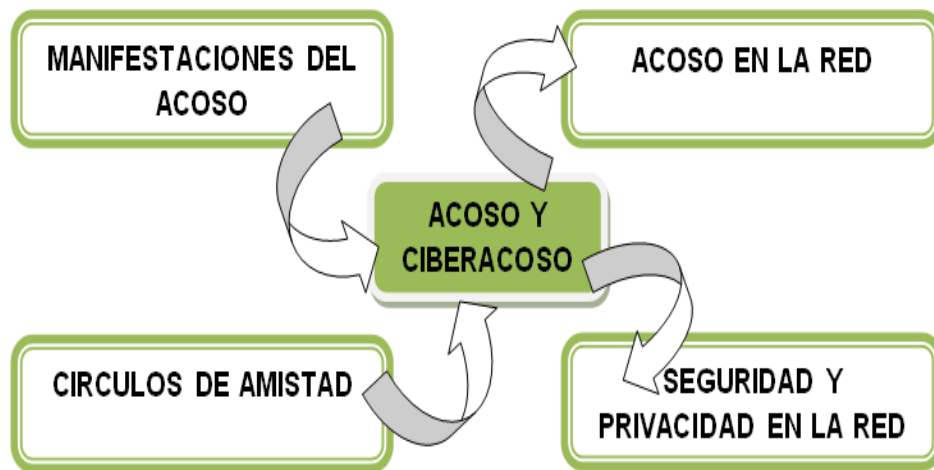 MANIFESTACIONES DEL
ACOSO
ACOSO EN LA RED
ACOSO Y
CIBERACOSO
CIRCULOS DE AMISTAD
SEGURIDAD Y
PRIVACIDAD EN LA RED